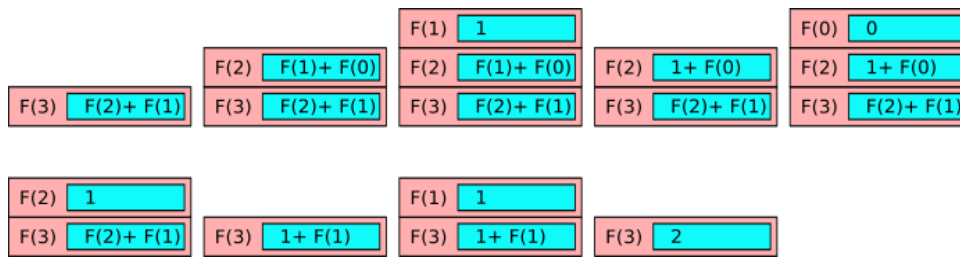 F(1) 1 F(0) 0
F(2) F(1)+ F(0) F(2) F(1)+ F(0) F(2) 1+ F(0) F(2) 1+ F(0)
F(3) F(2)+ F(1) F(3) F(2)+ F(1) F(3) F(2)+ F(1) F(3) F(2)+ F(1) F(3) F(2)+ F(1)
F(2) 1 F(1) 1
F(3) F(2)+ F(1) F(3) 1+ F(1) F(3) 1+ F(1) F(3) 2